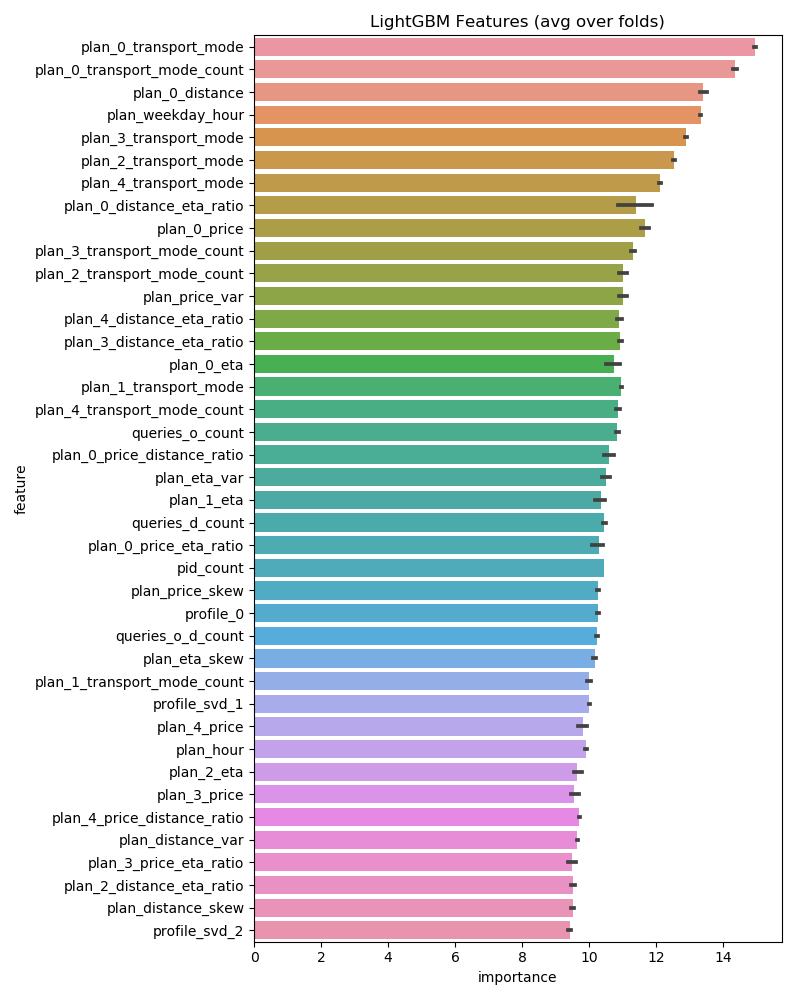 LightGBM Features (avg over folds)
plan_0_transport_mode
plan_0_transport_mode_count
plan_0_distance
plan_weekday_hour
plan_3_transport_mode
plan_2_transport_mode
plan_4_transport_mode
plan_0_distance_eta_ratio
plan_0_price
plan_3_transport_mode_count
plan_2_transport_mode_count
plan_price_var
plan_4_distance_eta_ratio
plan_3_distance_eta_ratio
plan_0_eta
plan_1_transport_mode
plan_4_transport_mode_count
queries_o_count
plan_0_price_distance_ratio
plan_eta_var
plan_1_eta
queries_d_count
plan_0_price_eta_ratio
pid_count
plan_price_skew
profile_0
queries_o_d_count
plan_eta_skew
plan_1_transport_mode_count
profile_svd_1
plan_4_price
plan_hour
plan_2_eta
plan_3_price
plan_4_price_distance_ratio
plan_distance_var
plan_3_price_eta_ratio
plan_2_distance_eta_ratio
plan_distance_skew
profile_svd_2
feature
0 2 4 6 8 10 12 14
importance